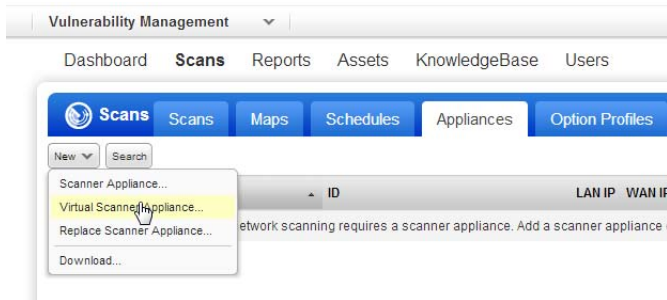 Vulnerability Management
Dashboard Scans Reports Assets KnowledgeBase Users
Scans Scans Maps Schedules Appliances Option Profiles
New Search
Scanner Appliance...
ID LAN IP WAN IP
Virtual Scanner Appliance...
Replace Scanner Appliance...
etwork scanning requires a scanner appliance. Add a scanner appliance
Download...